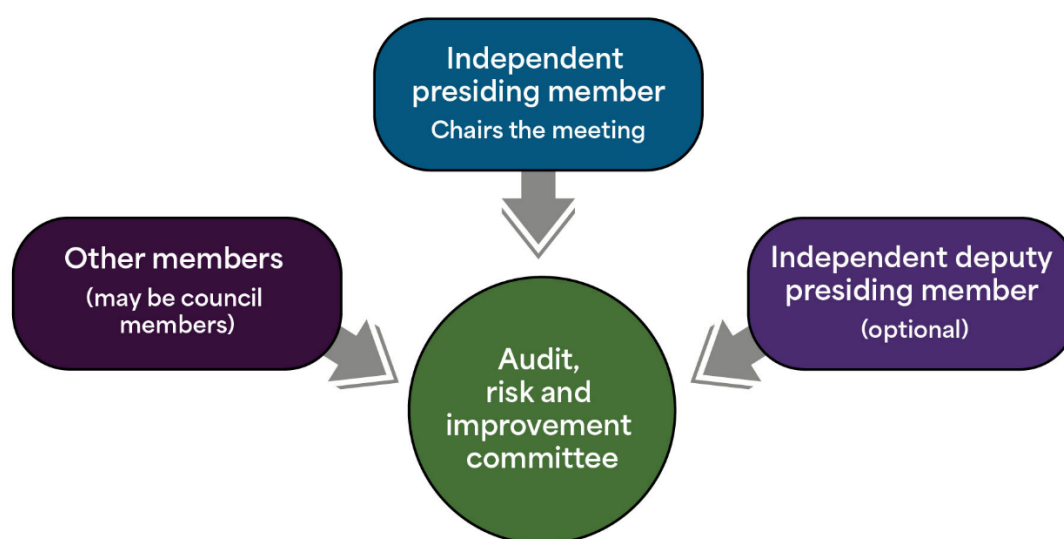 Independent
presiding member
Chairs the meeting
Other members
(may be council
members)
Independent deputy
presiding member
(optional)
Audit,
risk and
improvement
committee